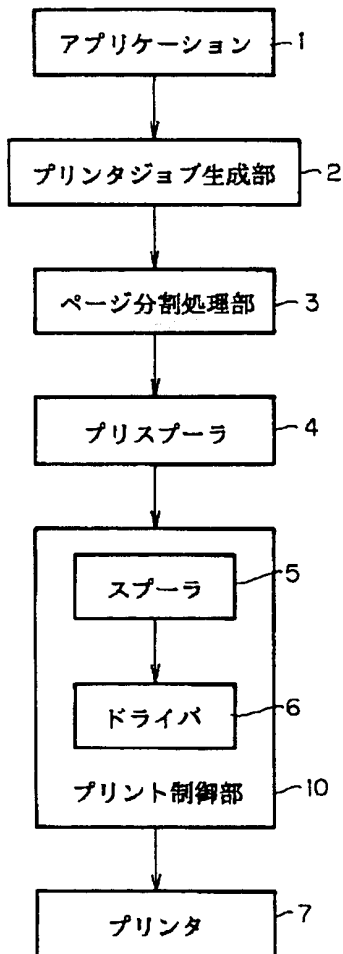 アプリケーション 1
プリンタジョブ生成部 2
ページ分割処理部 3
プリスプーラ 4
スプーラ 5
ドライバ 6
プリント制御部 10
プリンタ 7